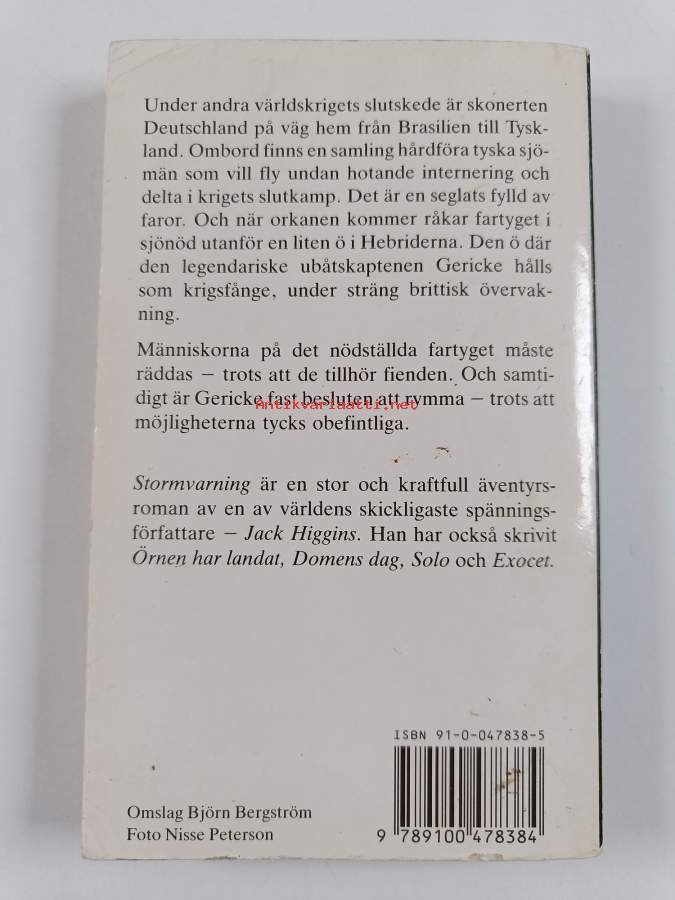 Under andra världskrigets slutskede är skonerten
Deutschland på väg hem från Brasilien till Tysk-
land. Ombord finns en samling hårdföra tyska sjö-
män som vill fly undan hotande internering och
delta i krigets slutkamp. Det är en seglats fylld av
faror. Och när orkanen kommer råkar fartyget i
sjönöd utanför en liten ö i Hebriderna. Den ö där
den legendariske ubåtskaptenen Gericke hålls
som krigsfånge, under sträng brittisk övervak-
ning.
Människorna på det nödställda fartyget måste
räddas – trots att de tillhör fienden. Och samti-
digt är Gericke fast besluten att rymma – trots att
Antikvariaatti.net
möjligheterna tycks obefintliga.
Stormvarning är en stor och kraftfull äventyrs-
roman av en av världens skickligaste spännings-
författare – Jack Higgins. Han har också skrivit
Örnen har landat, Domens dag, Solo och Exocet.
ISBN 91-0-047838-5
Omslag Björn Bergström
Foto Nisse Peterson
9 789100 478384